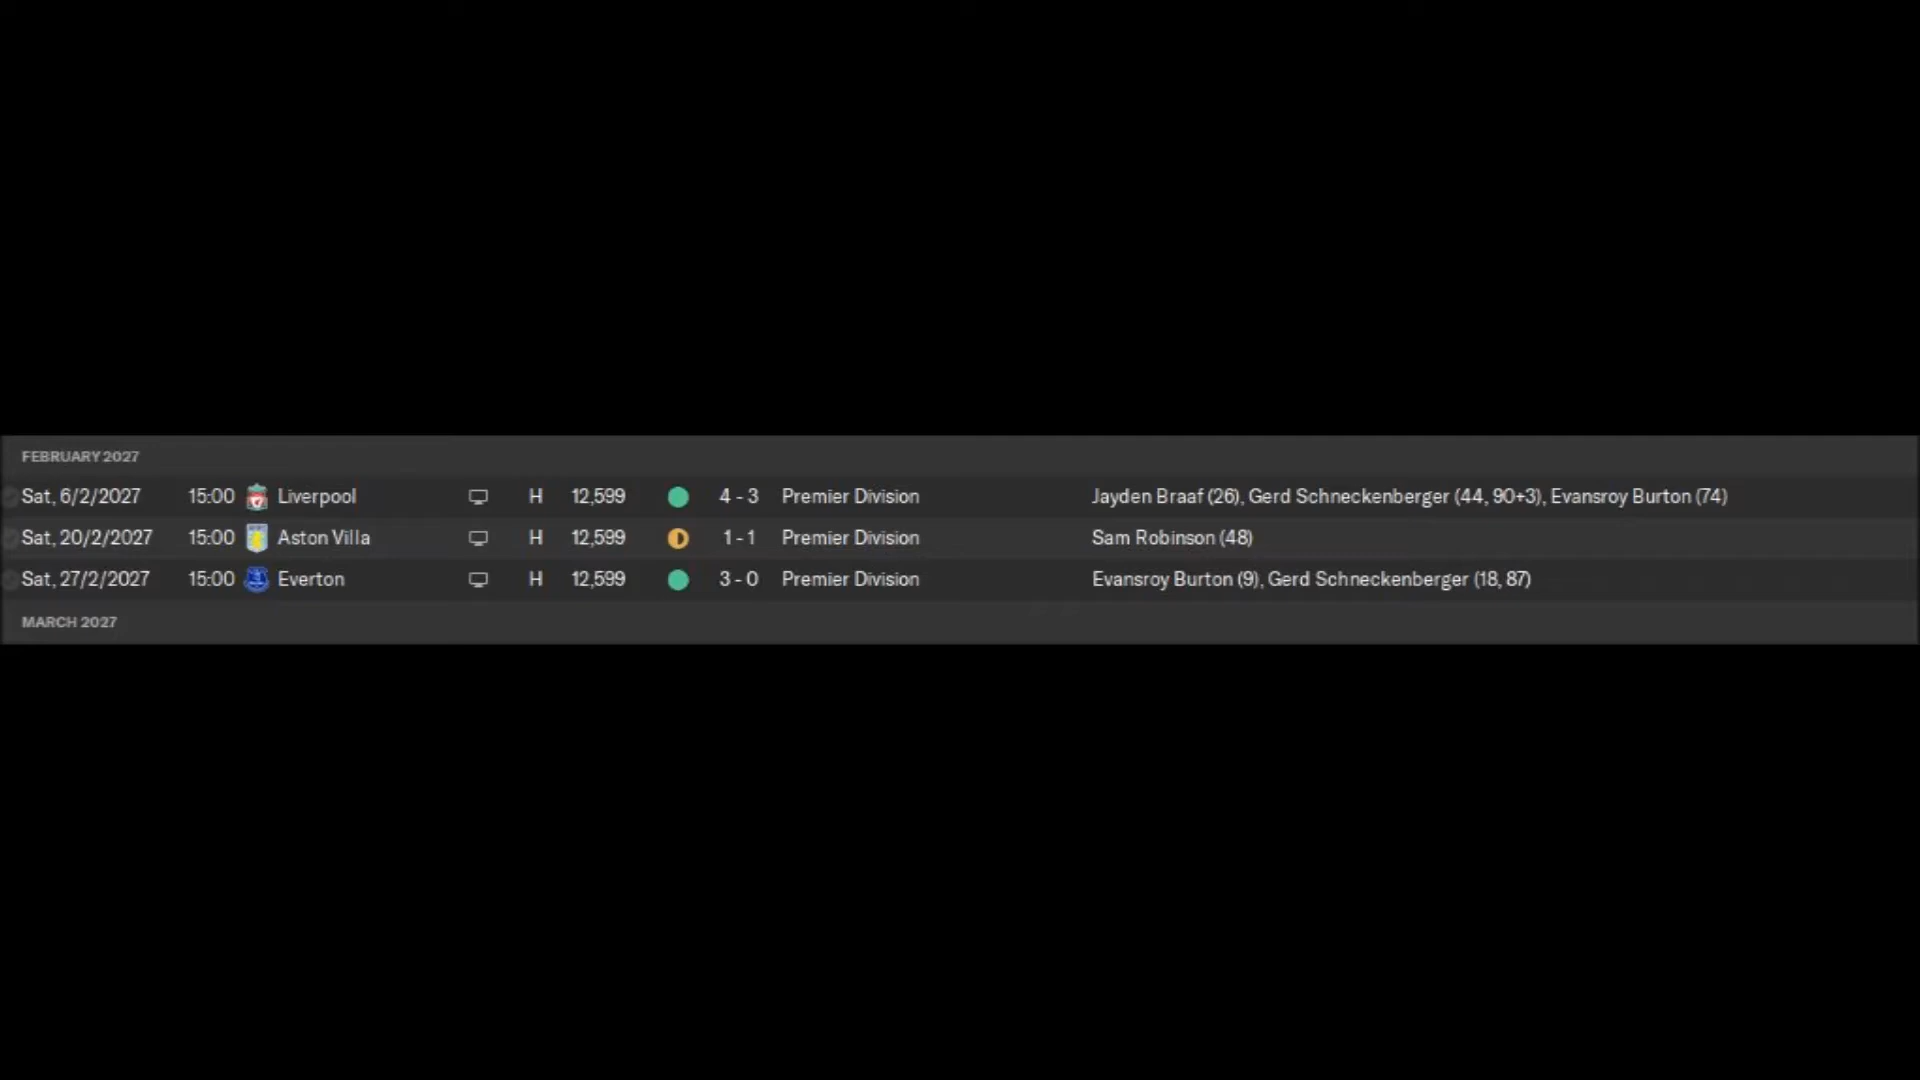 FEBRUARY 2027
Sat, 6/2/2027 15:00 Liverpool H 12,599 4 - 3 Premier Division Jayden Braaf (26), Gerd Schneckenberger (44, 90+3), Evansroy Burton (74)
Sat, 20/2/2027 15:00 Aston Villa H 12,599 1 - 1 Premier Division Sam Robinson (48)
Sat, 27/2/2027 15:00 Everton H 12,599 3 - 0 Premier Division Evansroy Burton (9), Gerd Schneckenberger (18, 87)
MARCH 2027